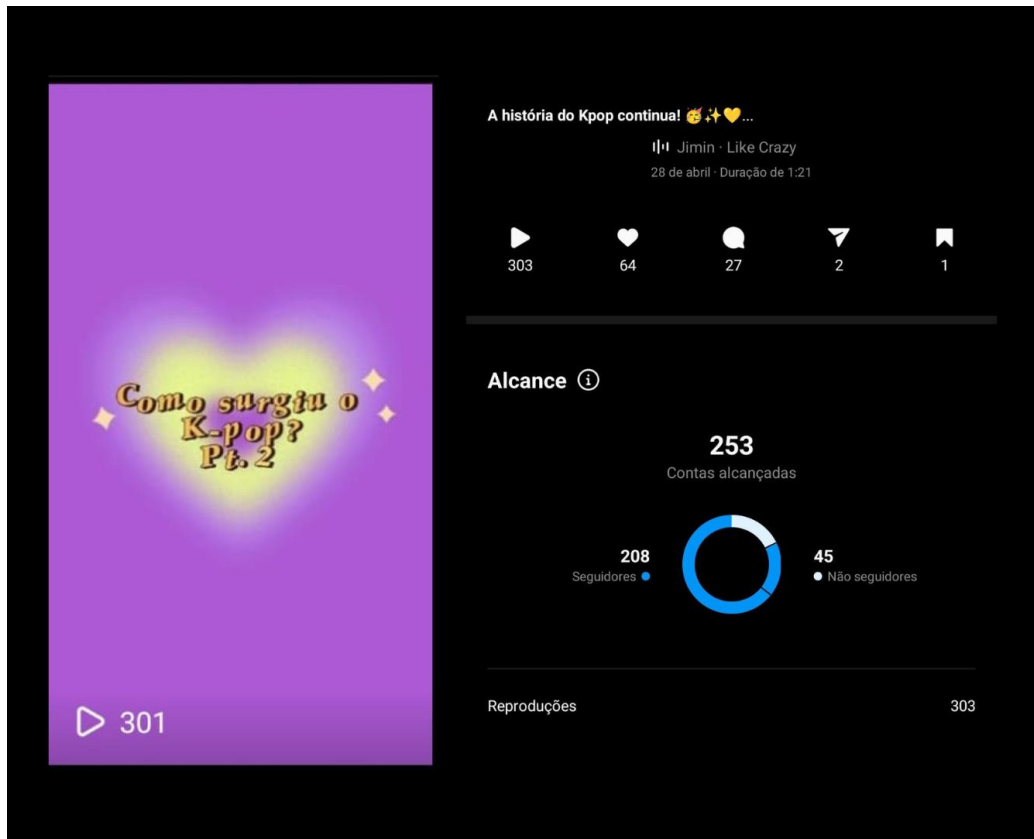 Como surgiu o
K-pop?
Pt. 2
301
A história do Kpop continua! 🥳✨💛...
Jimin · Like Crazy
28 de abril · Duração de 1:21
303 64 27 2 1
Alcance
253
Contas alcançadas
208
Seguidores
45
Não seguidores
Reproduções 303